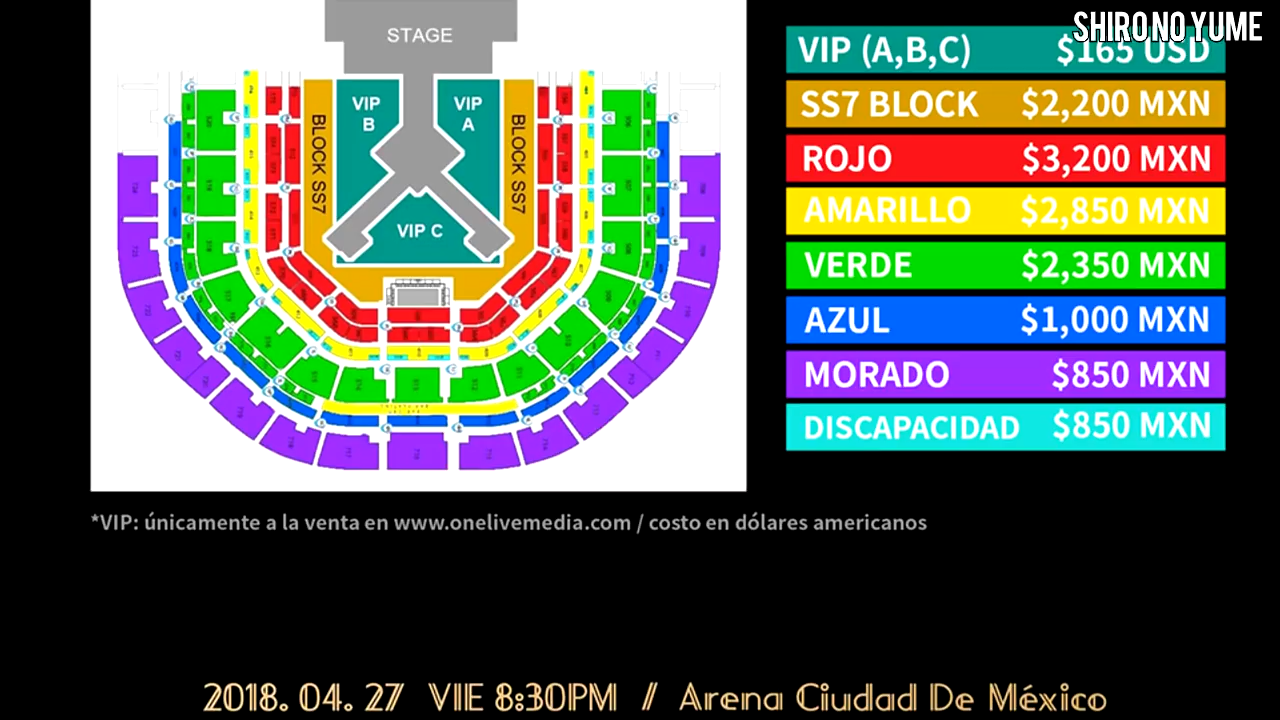 SHIRO NO YUME
STAGE
VIP B
VIP A
BLOCK SS7
BLOCK SS7
VIP C
VIP (A,B,C) $165 USD
SS7 BLOCK $2,200 MXN
ROJO $3,200 MXN
AMARILLO $2,850 MXN
VERDE $2,350 MXN
AZUL $1,000 MXN
MORADO $850 MXN
DISCAPACIDAD $850 MXN
*VIP: únicamente a la venta en www.onelivemedia.com / costo en dólares americanos
2018. 04. 27 VIE 8:30PM / Arena Ciudad De México